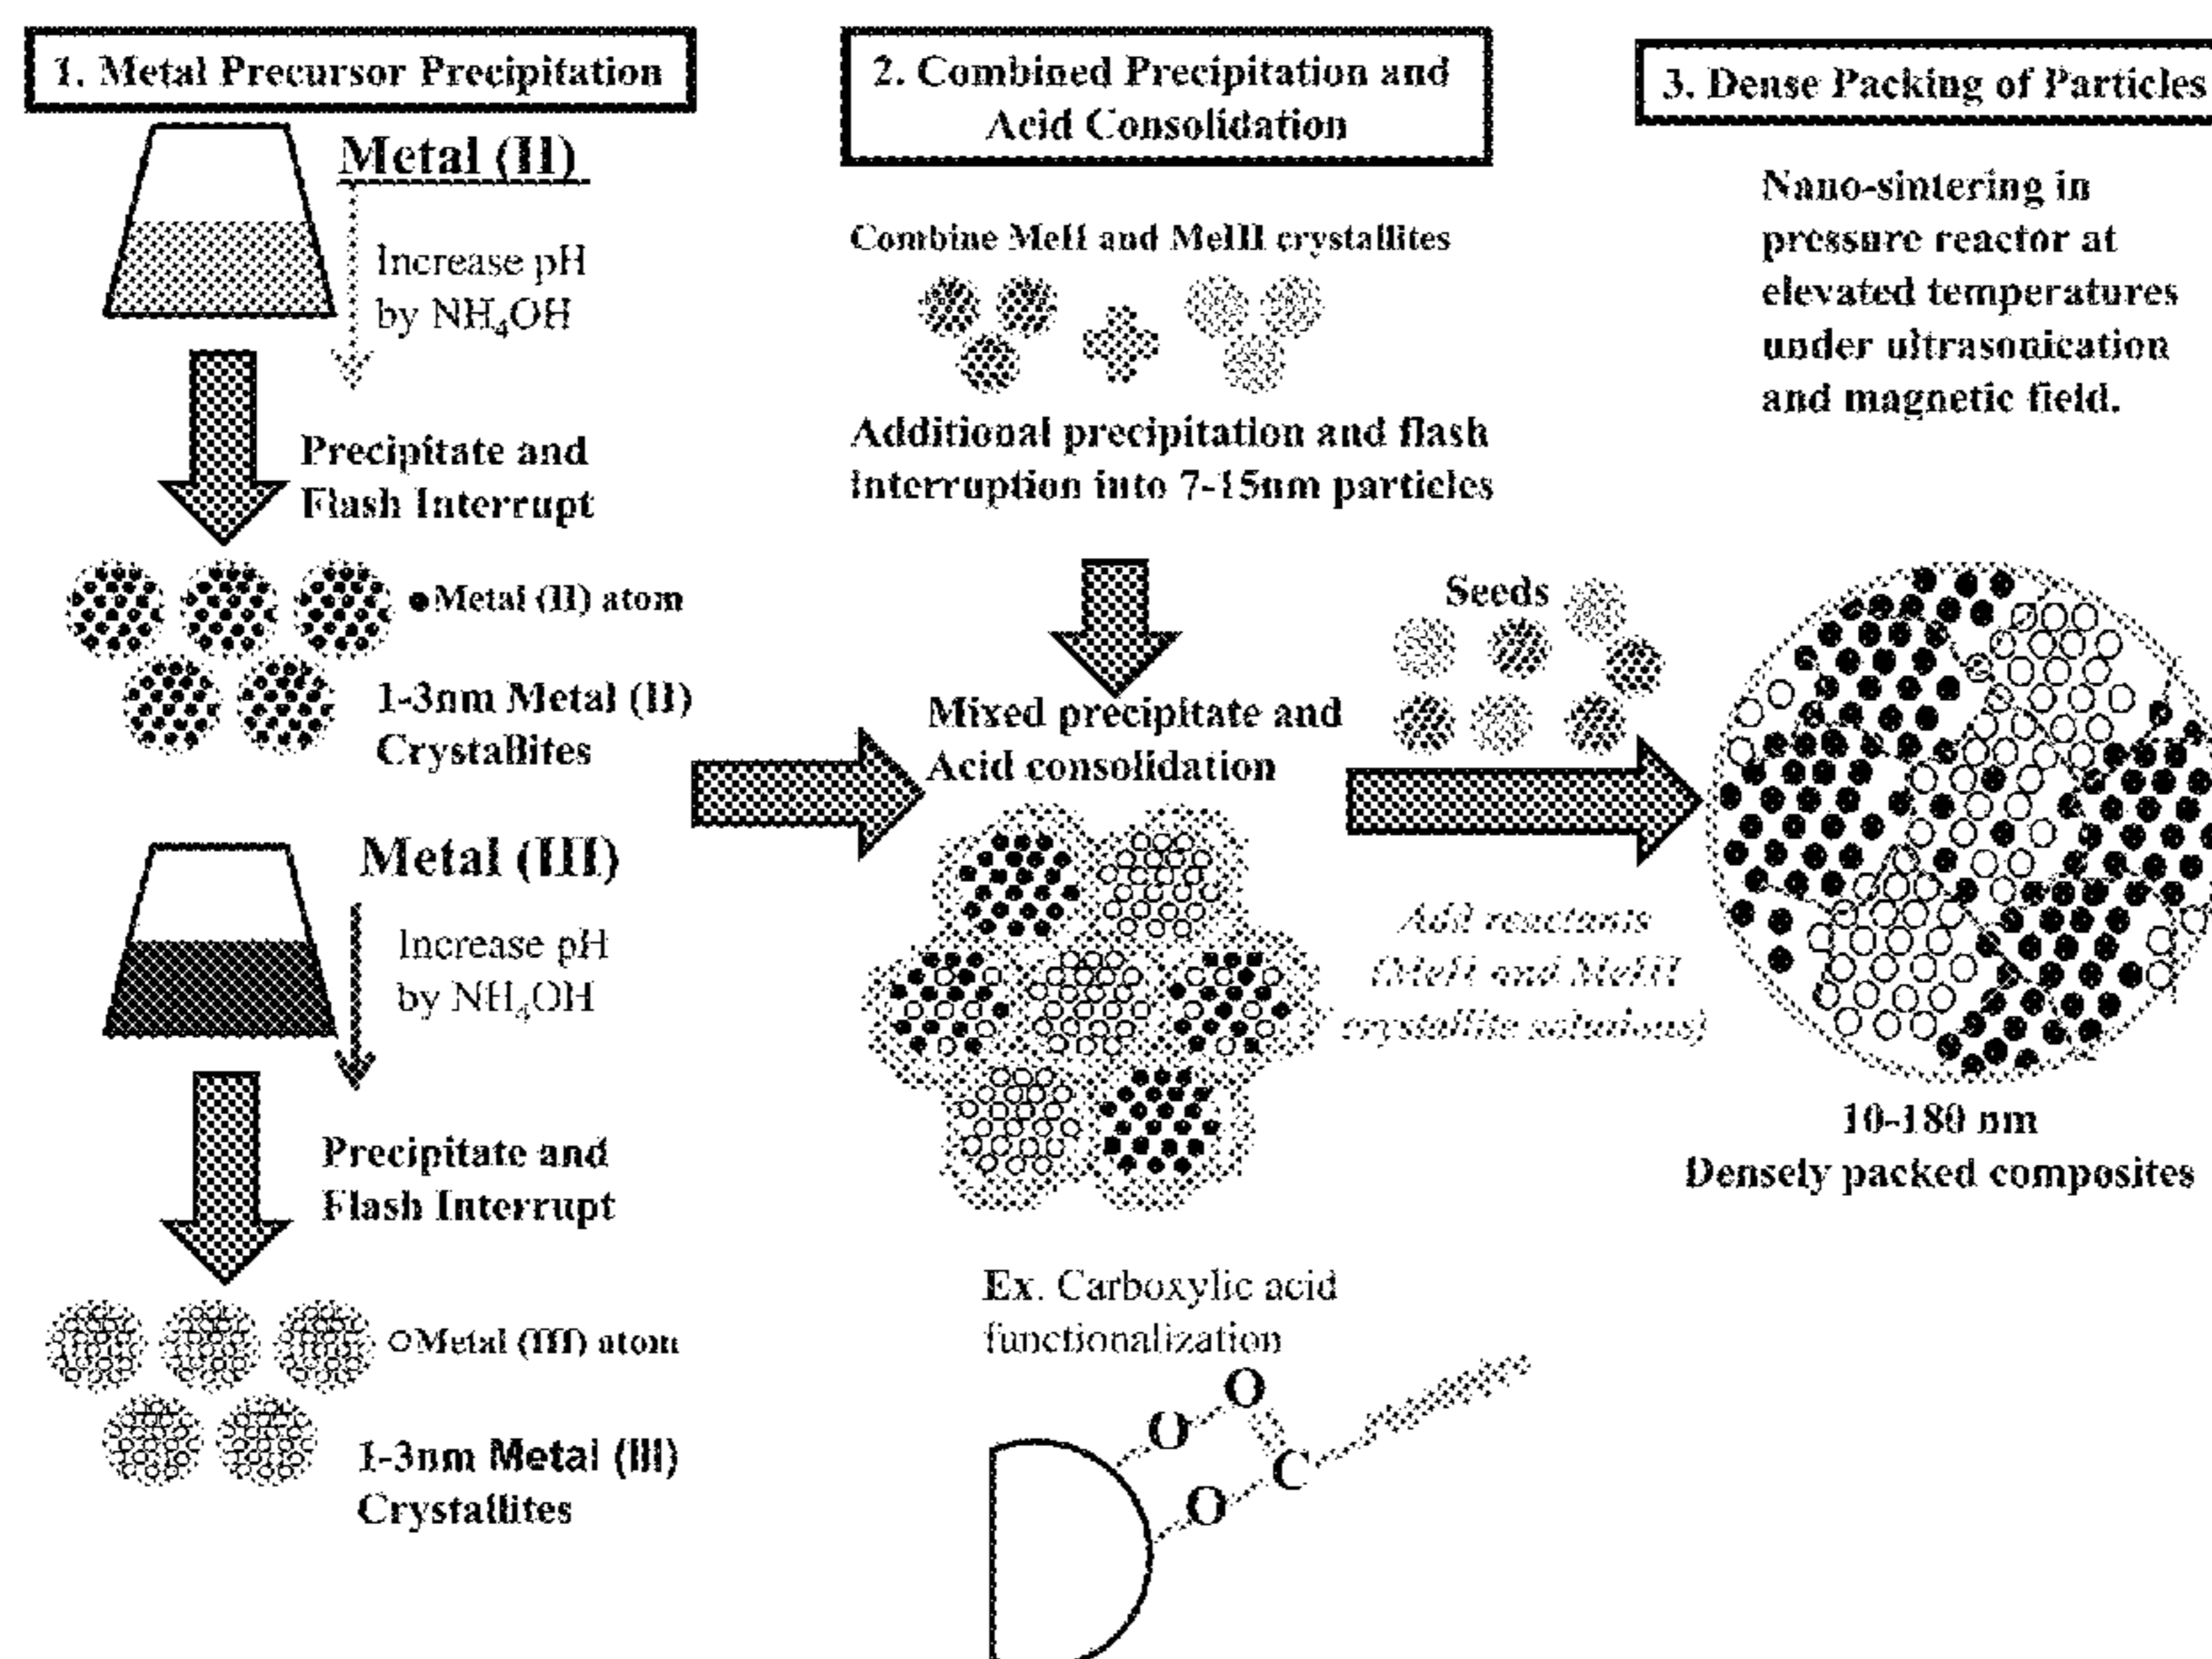 1. Metal Precursor Precipitation
Metal (II)
Increase pH
by NH₄OH
Precipitate and
Flash Interrupt
Metal (II) atom
1-3nm Metal (II)
Crystallites
Metal (III)
Increase pH
by NH₄OH
Precipitate and
Flash Interrupt
Metal (III) atom
1-3nm Metal (III)
Crystallites
2. Combined Precipitation and
Acid Consolidation
Combine MeII and MeIII crystallites
Additional precipitation and flash
Interruption into 7-15nm particles
Mixed precipitate and
Acid consolidation
Ex. Carboxylic acid
functionalization
O
O
C
O
Seeds
Add reactants
(MeII and MeIII
crystallite solutions)
3. Dense Packing of Particles
Nano-sintering in
pressure reactor at
elevated temperatures
under ultrasonication
and magnetic field.
10-180 nm
Densely packed composites